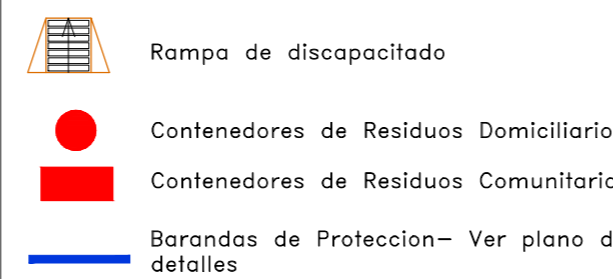 Rampa de discapacitado
Contenedores de Residuos Domiciliario
Contenedores de Residuos Comunitario
Barandas de Proteccion- Ver plano d
detalles